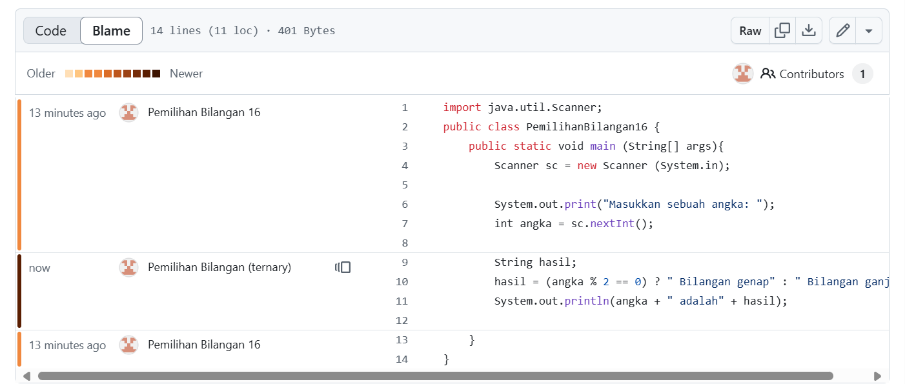 Code Blame 14 lines (11 loc) · 401 Bytes Raw
Older Newer Contributors 1
13 minutes ago Pemilihan Bilangan 16 1 import java.util.Scanner;
2 public class PemilihanBilangan16 {
3 public static void main (String[] args){
4 Scanner sc = new Scanner (System.in);
5
6 System.out.print("Masukkan sebuah angka: ");
7 int angka = sc.nextInt();
8
now Pemilihan Bilangan (ternary) 9 String hasil;
10 hasil = (angka % 2 == 0) ? " Bilangan genap" : " Bilangan ganj
11 System.out.println(angka + " adalah" + hasil);
12
13 minutes ago Pemilihan Bilangan 16 13 }
14 }